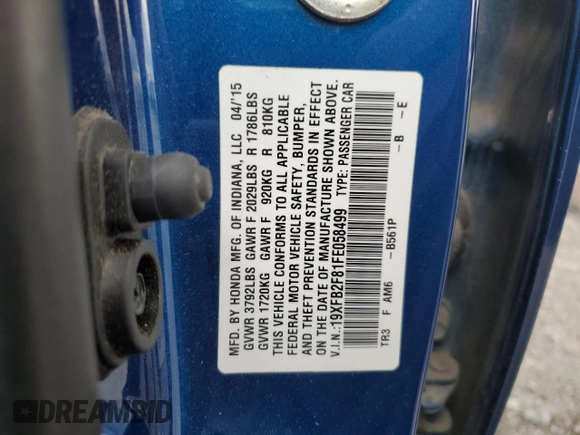 MFD. BY HONDA MFG. OF INDIANA, LLC 04/'15
GVWR 3792LBS GAWR F 2029LBS R 1786LBS
GVWR 1720KG GAWR F 920KG R 810KG
THIS VEHICLE CONFORMS TO ALL APPLICABLE
FEDERAL MOTOR VEHICLE SAFETY, BUMPER,
AND THEFT PREVENTION STANDARDS IN EFFECT
ON THE DATE OF MANUFACTURE SHOWN ABOVE.
V.I.N.:19XFB2F81FE058499 TYPE: PASSENGER CAR
TR3 F AM6 -B561P -B -E
DREAMBID